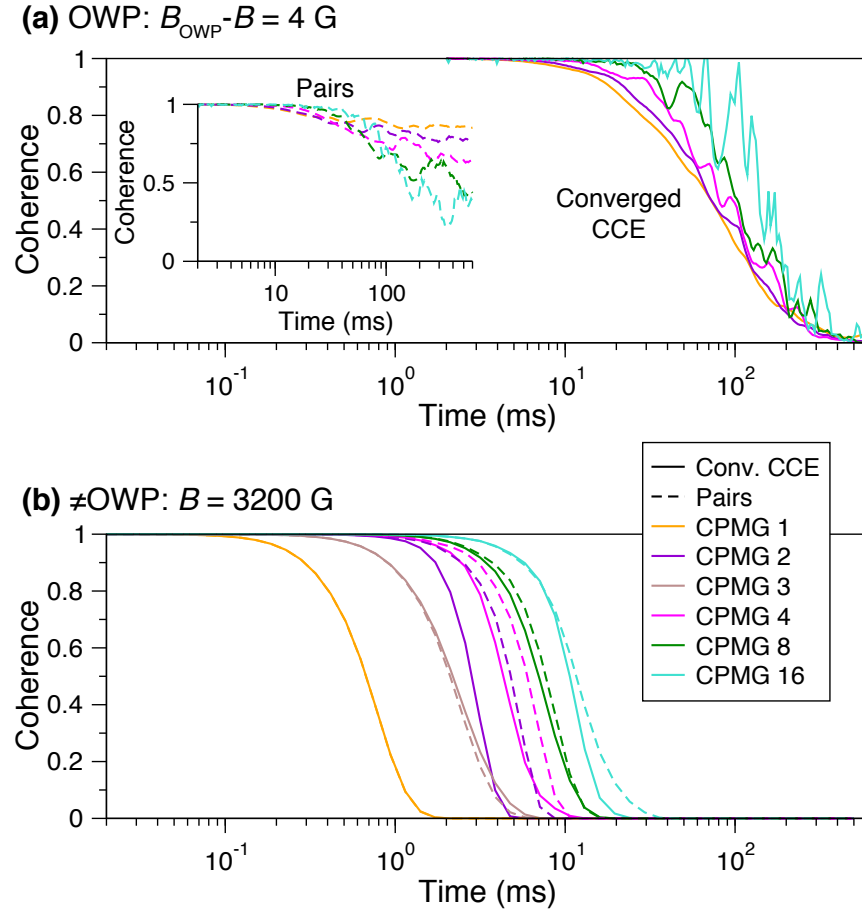 (a) OWP: B_OWP-B = 4 G
Coherence
1
0.8
0.6
0.4
0.2
0
Pairs
Coherence
1
0.5
0
10
100
Time (ms)
Converged
CCE
10^-1
10^0
10^1
10^2
Time (ms)
(b) ≠OWP: B = 3200 G
Coherence
1
0.8
0.6
0.4
0.2
0
Conv. CCE
Pairs
CPMG 1
CPMG 2
CPMG 3
CPMG 4
CPMG 8
CPMG 16
10^-1
10^0
10^1
10^2
Time (ms)